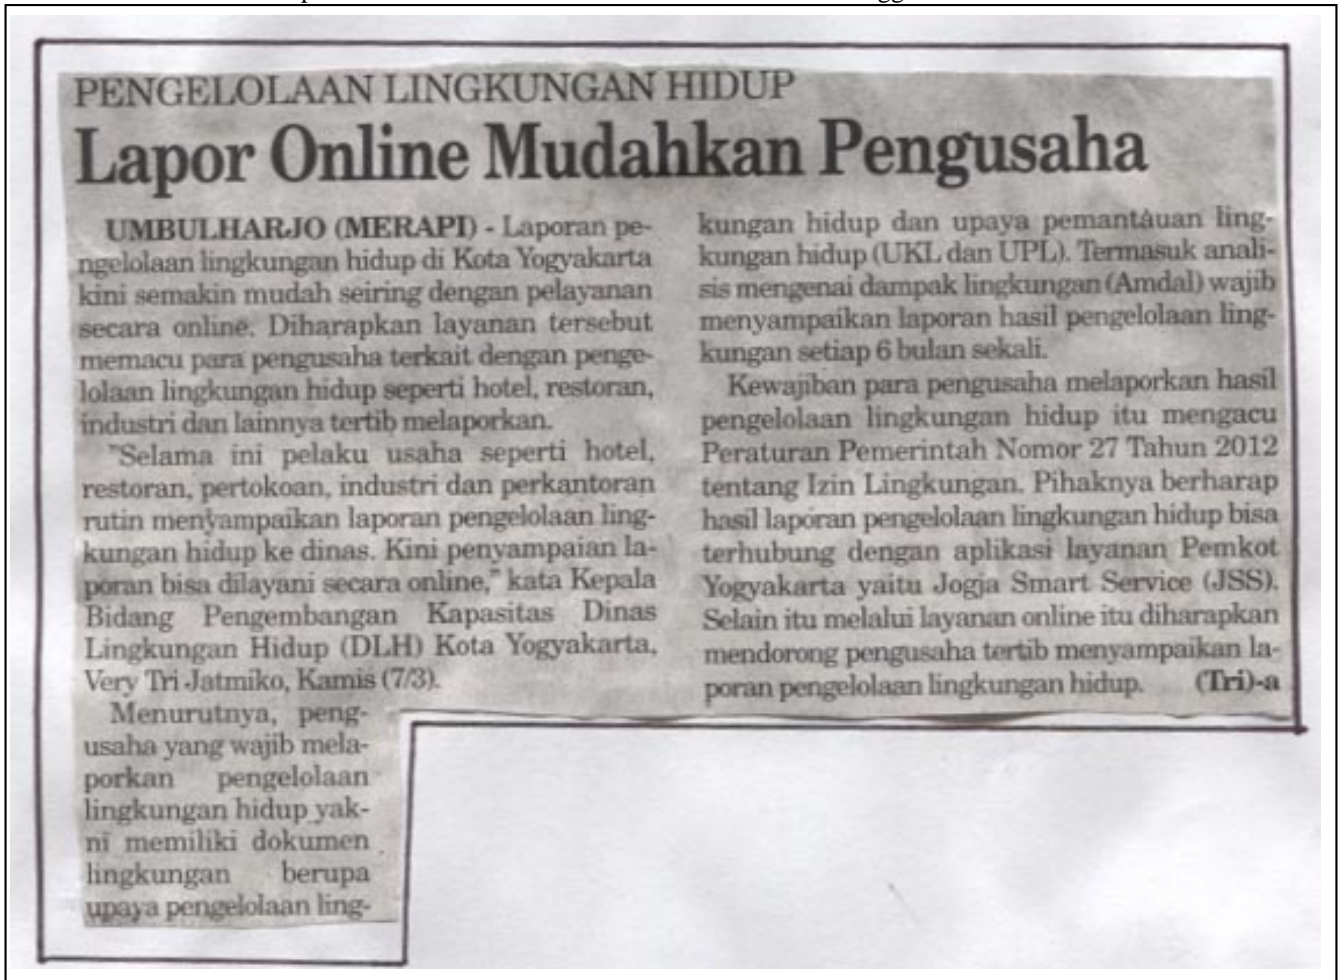 PENGELOLAAN LINGKUNGAN HIDUP
Lapor Online Mudahkan Pengusaha
UMBULHARJO (MERAPI) - Laporan pe-
ngelolaan lingkungan hidup di Kota Yogyakarta
kini semakin mudah seiring dengan pelayanan
secara online. Diharapkan layanan tersebut
memacu para pengusaha terkait dengan penge-
lolaan lingkungan hidup seperti hotel, restoran,
industri dan lainnya tertib melaporkan.
"Selama ini pelaku usaha seperti hotel,
restoran, pertokoan, industri dan perkantoran
rutin menyampaikan laporan pengelolaan ling-
kungan hidup ke dinas. Kini penyampaian la-
poran bisa dilayani secara online," kata Kepala
Bidang Pengembangan Kapasitas Dinas
Lingkungan Hidup (DLH) Kota Yogyakarta,
Very Tri Jatmiko, Kamis (7/3).
Menurutnya, peng-
usaha yang wajib mela-
porkan pengelolaan
lingkungan hidup yak-
ni memiliki dokumen
lingkungan berupa
upaya pengelolaan ling-
kungan hidup dan upaya pemantauan ling-
kungan hidup (UKL dan UPL). Termasuk anali-
sis mengenai dampak lingkungan (Amdal) wajib
menyampaikan laporan hasil pengelolaan ling-
kungan setiap 6 bulan sekali.
Kewajiban para pengusaha melaporkan hasil
pengelolaan lingkungan hidup itu mengacu
Peraturan Pemerintah Nomor 27 Tahun 2012
tentang Izin Lingkungan. Pihaknya berharap
hasil laporan pengelolaan lingkungan hidup bisa
terhubung dengan aplikasi layanan Pemkot
Yogyakarta yaitu Jogja Smart Service (JSS).
Selain itu melalui layanan online itu diharapkan
mendorong pengusaha tertib menyampaikan la-
poran pengelolaan lingkungan hidup. (Tri)-a